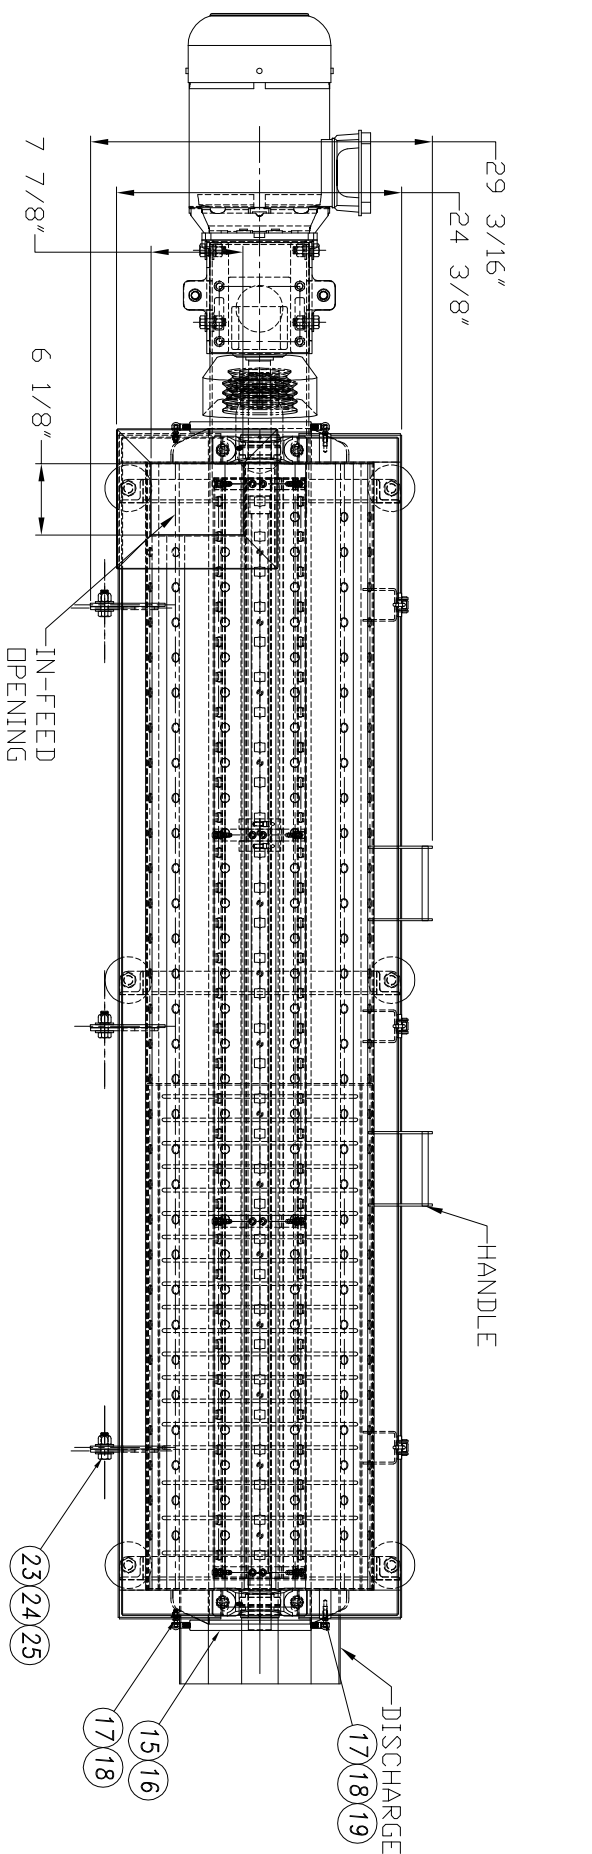 29 3/16"
24 3/8"
7 7/8"
6 1/8"
IN-FEED
OPENING
HANDLE
DISCHARGE
17 18 19
15 16
17 18
23 24 25